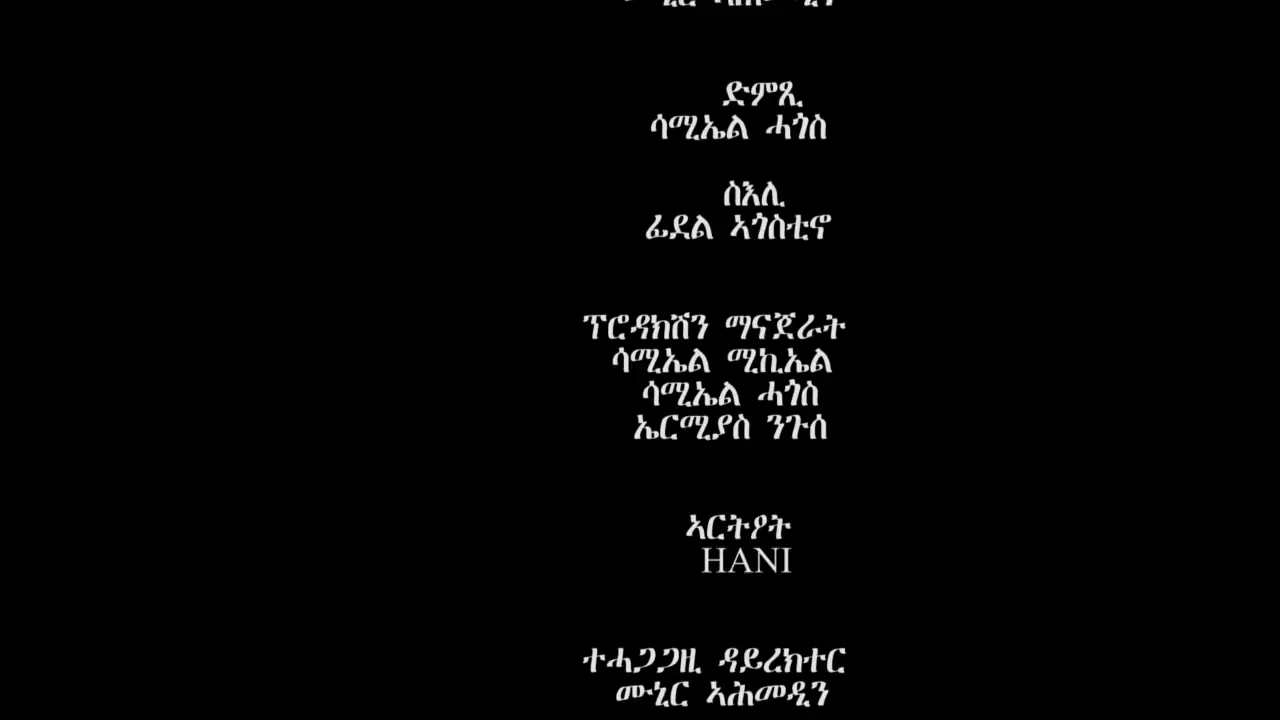 ድምጺ
ሳሚኤል ሓጎስ
ስእሊ
ፊደል ኣጎስቲኖ
ፕሮዳክሽን ማናጀራት
ሳሚኤል ሚኪኤል
ሳሚኤል ሓጎስ
ኤርሚያስ ንጉሰ
ኣርትዖት
HANI
ተሓጋጋዚ ዳይረክተር
ሙኒር ኣሕመዲን